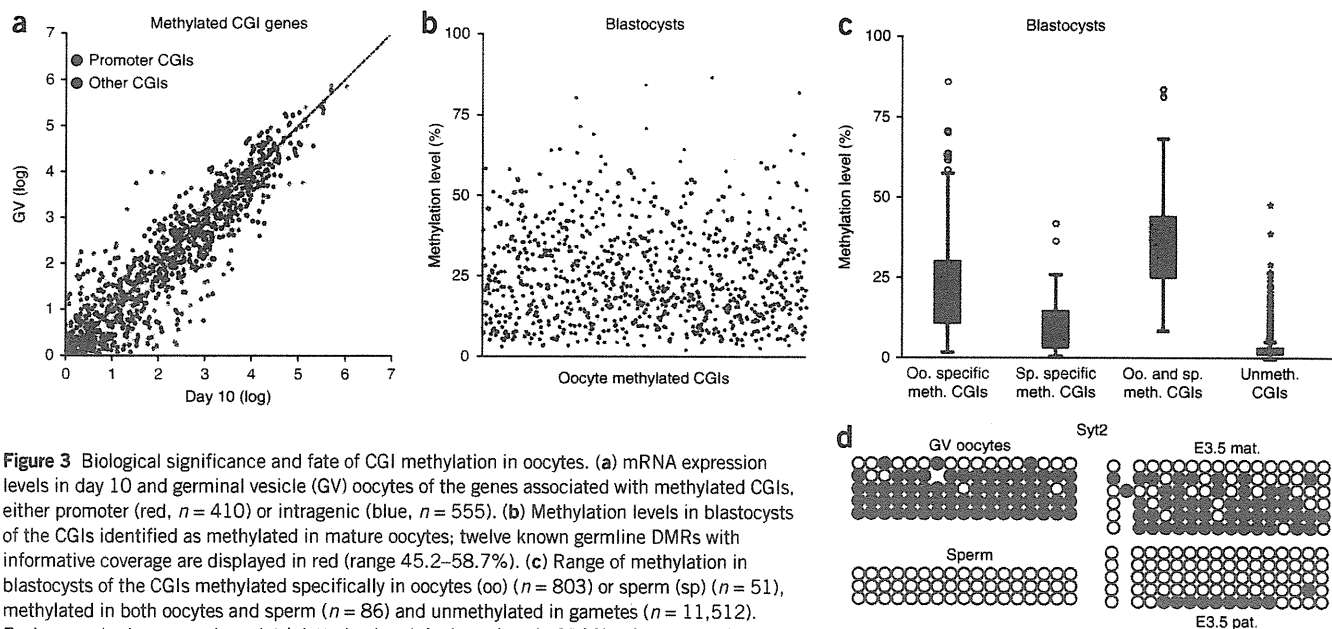 a
Methylated CGI genes
7
6
5
4
3
2
1
0
GV (log)
Promoter CGIs
Other CGIs
0 1 2 3 4 5 6 7
Day 10 (log)
b
Blastocysts
100
75
50
25
0
Methylation level (%)
Oocyte methylated CGIs
c
Blastocysts
100
75
50
25
0
Methylation level (%)
Oo. specific
meth. CGIs
Sp. specific
meth. CGIs
Oo. and sp.
meth. CGIs
Unmeth.
CGIs
d
Syt2
GV oocytes
E3.5 mat.
Sperm
E3.5 pat.
Figure 3 Biological significance and fate of CGI methylation in oocytes. (a) mRNA expression
levels in day 10 and germinal vesicle (GV) oocytes of the genes associated with methylated CGIs,
either promoter (red, n = 410) or intragenic (blue, n = 555). (b) Methylation levels in blastocysts
of the CGIs identified as methylated in mature oocytes; twelve known germline DMRs with
informative coverage are displayed in red (range 45.2–58.7%). (c) Range of methylation in
blastocysts of the CGIs methylated specifically in oocytes (oo) (n = 803) or sperm (sp) (n = 51),
methylated in both oocytes and sperm (n = 86) and unmethylated in gametes (n = 11,512).